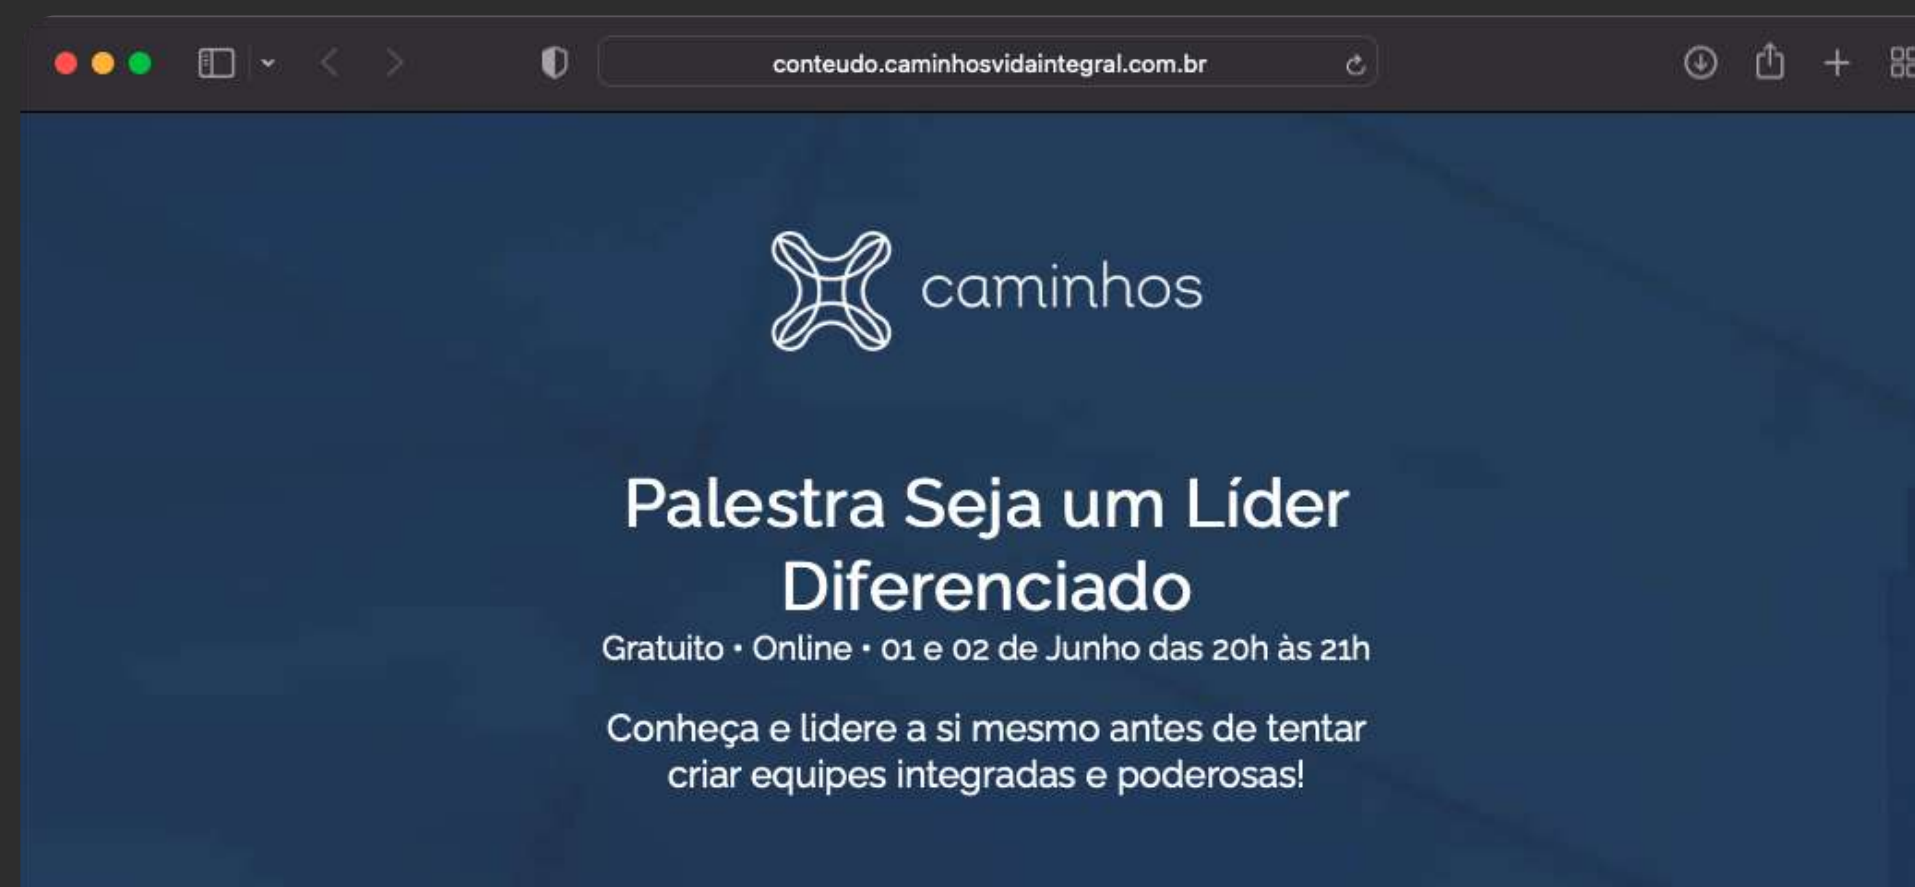 conteudo.caminhosvidaintegral.com.br
caminhos
Palestra Seja um Líder
Diferenciado
Gratuito • Online • 01 e 02 de Junho das 20h às 21h
Conheça e lidere a si mesmo antes de tentar
criar equipes integradas e poderosas!